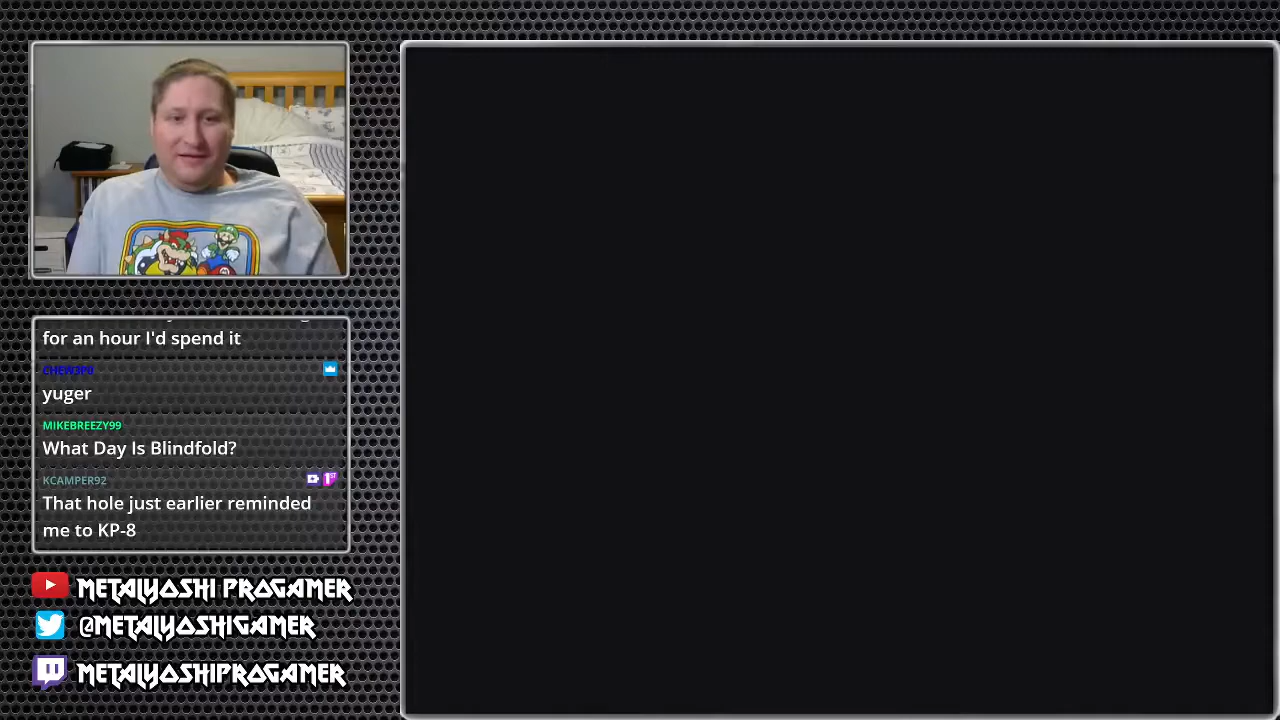 for an hour I'd spend it
CHEW3P0
yuger
MIKEBREEZY99
What Day Is Blindfold?
KCAMPER92
That hole just earlier reminded
me to KP-8
METALYOSHI PROGAMER
@METALYOSHIGAMER
METALYOSHIPROGAMER